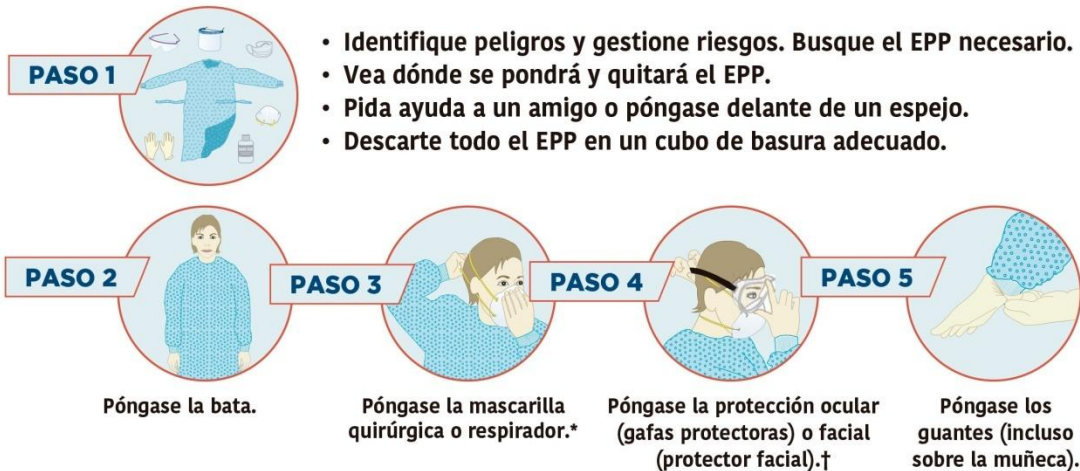 PASO 1
• Identifique peligros y gestione riesgos. Busque el EPP necesario.
• Vea dónde se pondrá y quitará el EPP.
• Pida ayuda a un amigo o póngase delante de un espejo.
• Descarte todo el EPP en un cubo de basura adecuado.
PASO 2
Póngase la bata.
PASO 3
Póngase la mascarilla
quirúrgica o respirador.*
PASO 4
Póngase la protección ocular
(gafas protectoras) o facial
(protector facial).†
PASO 5
Póngase los
guantes (incluso
sobre la muñeca).